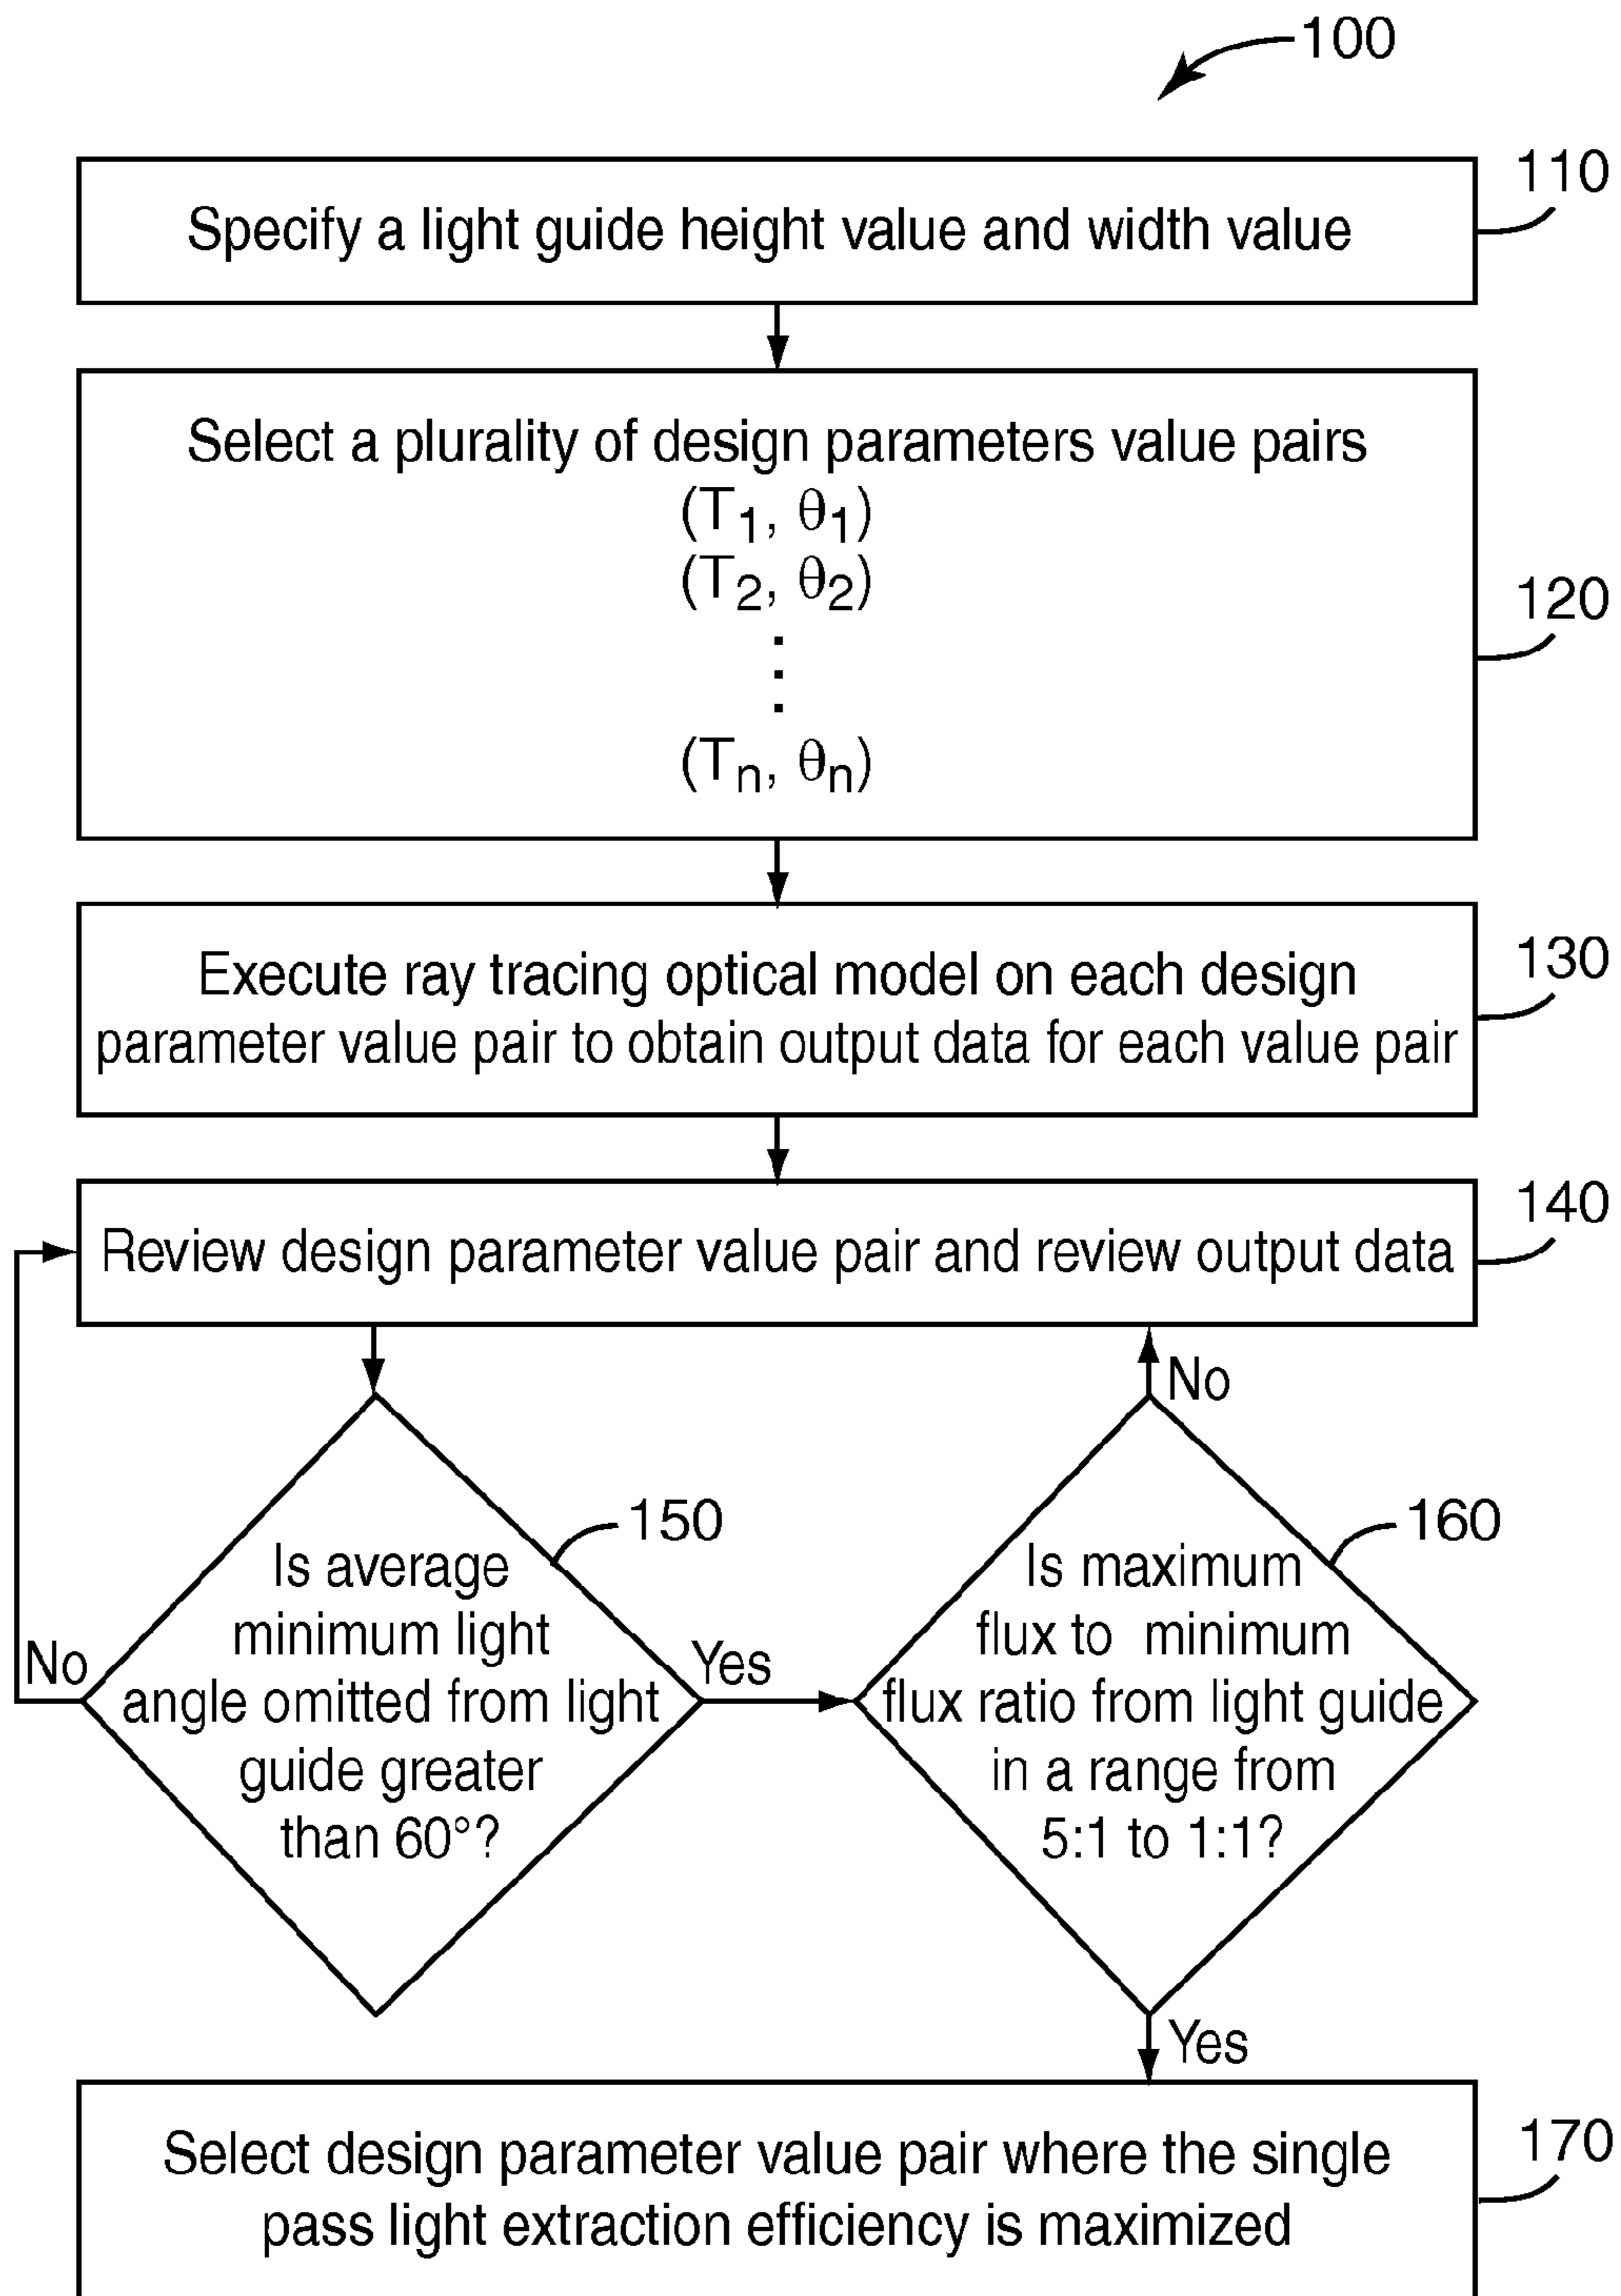 100
110
Specify a light guide height value and width value
Select a plurality of design parameters value pairs
(T1, θ1)
(T2, θ2)
(Tn, θn)
120
Execute ray tracing optical model on each design
parameter value pair to obtain output data for each value pair
130
140
Review design parameter value pair and review output data
No
150
Is average
minimum light
angle omitted from light
guide greater
than 60°?
No
Yes
160
Is maximum
flux to minimum
flux ratio from light guide
in a range from
5:1 to 1:1?
Yes
Select design parameter value pair where the single
pass light extraction efficiency is maximized
170